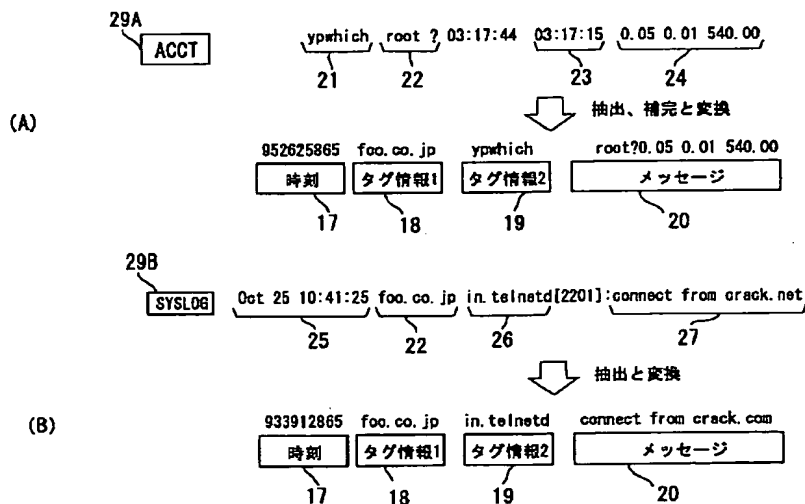 29A
ACCT
ypwhich root ? 03:17:44 03:17:15 0.05 0.01 540.00
21 22 23 24
(A)
抽出、補完と変換
952625865 foo.co.jp ypwhich root?0.05 0.01 540.00
時刻 タグ情報1 タグ情報2 メッセージ
17 18 19 20
29B
SYSLOG Oct 25 10:41:25 foo.co.jp in.telnetd[2201]:connect from crack.net
25 22 26 27
抽出と変換
(B)
933912865 foo.co.jp in.telnetd connect from crack.com
時刻 タグ情報1 タグ情報2 メッセージ
17 18 19 20